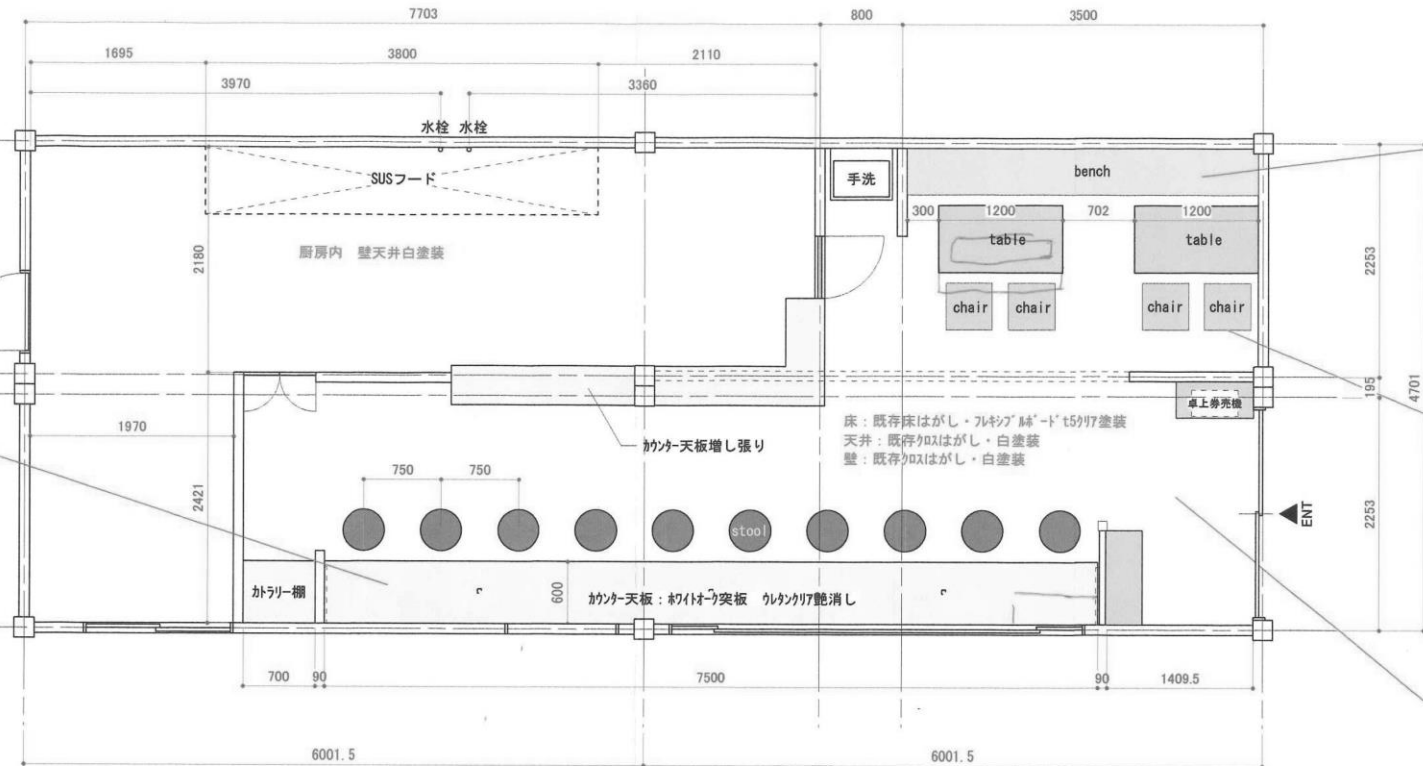 7703
800
3500
1695
3800
2110
3970
3360
水栓 水栓
SUSフード
手洗
bench
300
1200
702
1200
table
table
厨房内 壁天井白塗装
2180
2253
chair
chair
chair
chair
195
4701
卓上券売機
床:既存床はがし・フレキシブルボードt5クリア塗装
天井:既存クロスはがし・白塗装
壁:既存クロスはがし・白塗装
カウンター天板増し張り
1970
750
750
2421
2253
ENT
stool
カトラリー棚
600
カウンター天板:ホワイトオーク突板 ウレタンクリア艶消し
700
90
7500
90
1409.5
6001.5
6001.5